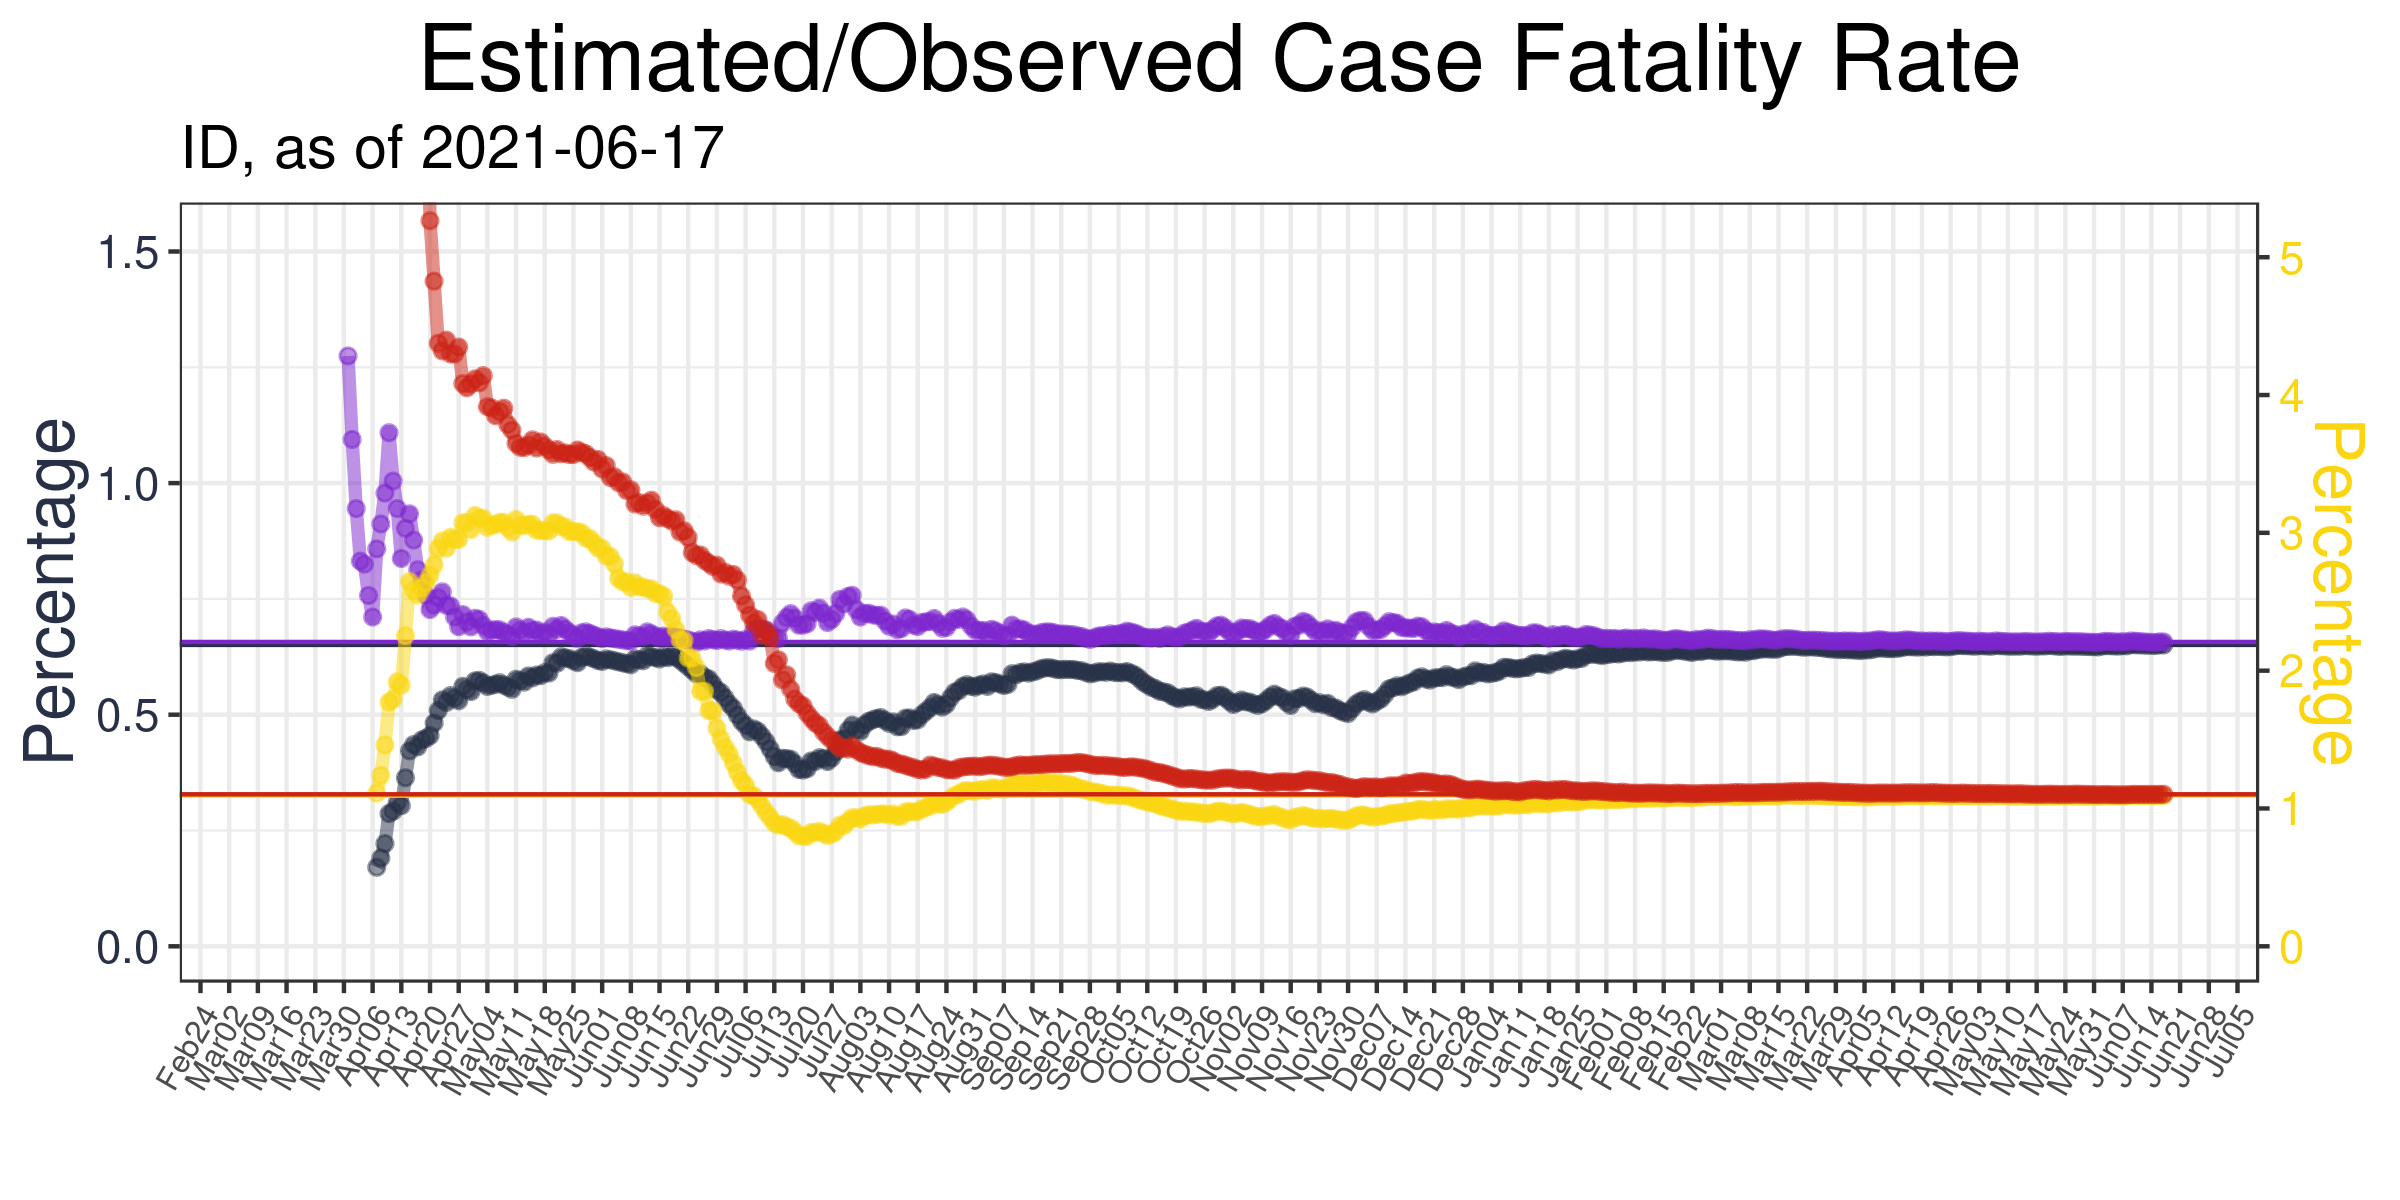 Estimated/Observed Case Fatality Rate
ID, as of 2021-06-17
Percentage
1.5
1.0
0.5
0.0
5
4
3
2
1
0
Percentage
Feb24
Mar02
Mar09
Mar16
Mar23
Mar30
Apr06
Apr13
Apr20
Apr27
May04
May11
May18
May25
Jun01
Jun08
Jun15
Jun22
Jun29
Jul06
Jul13
Jul20
Jul27
Aug03
Aug10
Aug17
Aug24
Aug31
Sep07
Sep14
Sep21
Sep28
Oct05
Oct12
Oct19
Oct26
Nov02
Nov09
Nov16
Nov23
Nov30
Dec07
Dec14
Dec21
Dec28
Jan04
Jan11
Jan18
Jan25
Feb01
Feb08
Feb15
Feb22
Mar01
Mar08
Mar15
Mar22
Mar29
Apr05
Apr12
Apr19
Apr26
May03
May10
May17
May24
May31
Jun07
Jun14
Jun21
Jun28
Jul05